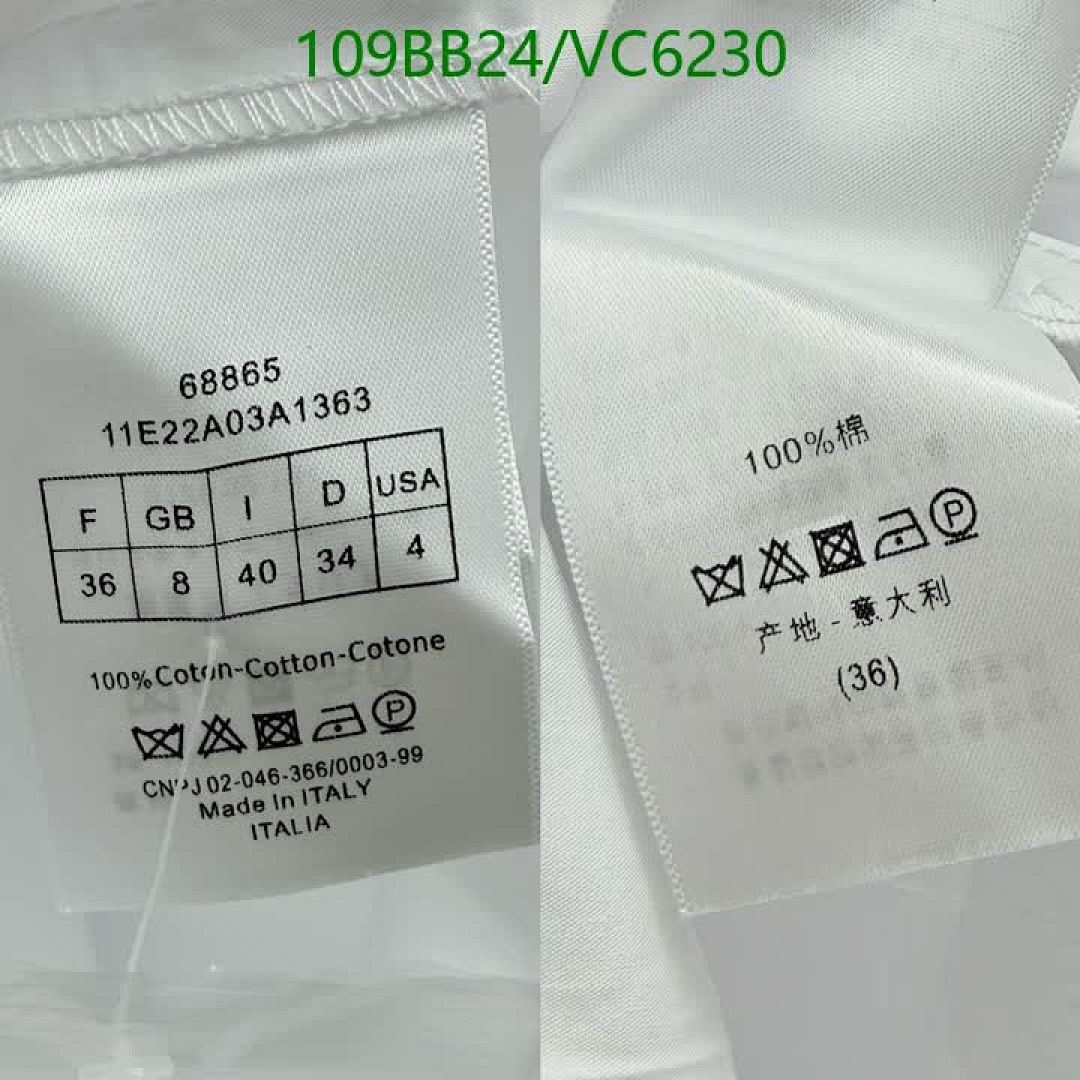 109BB24/VC6230
68865
11E22A03A1363
F GB I D USA
36 8 40 34 4
100% Coton-Cotton-Cotone
P
CNPJ 02-046-366/0003-99
Made In ITALY
ITALIA
100%棉
P
产地-意大利
(36)